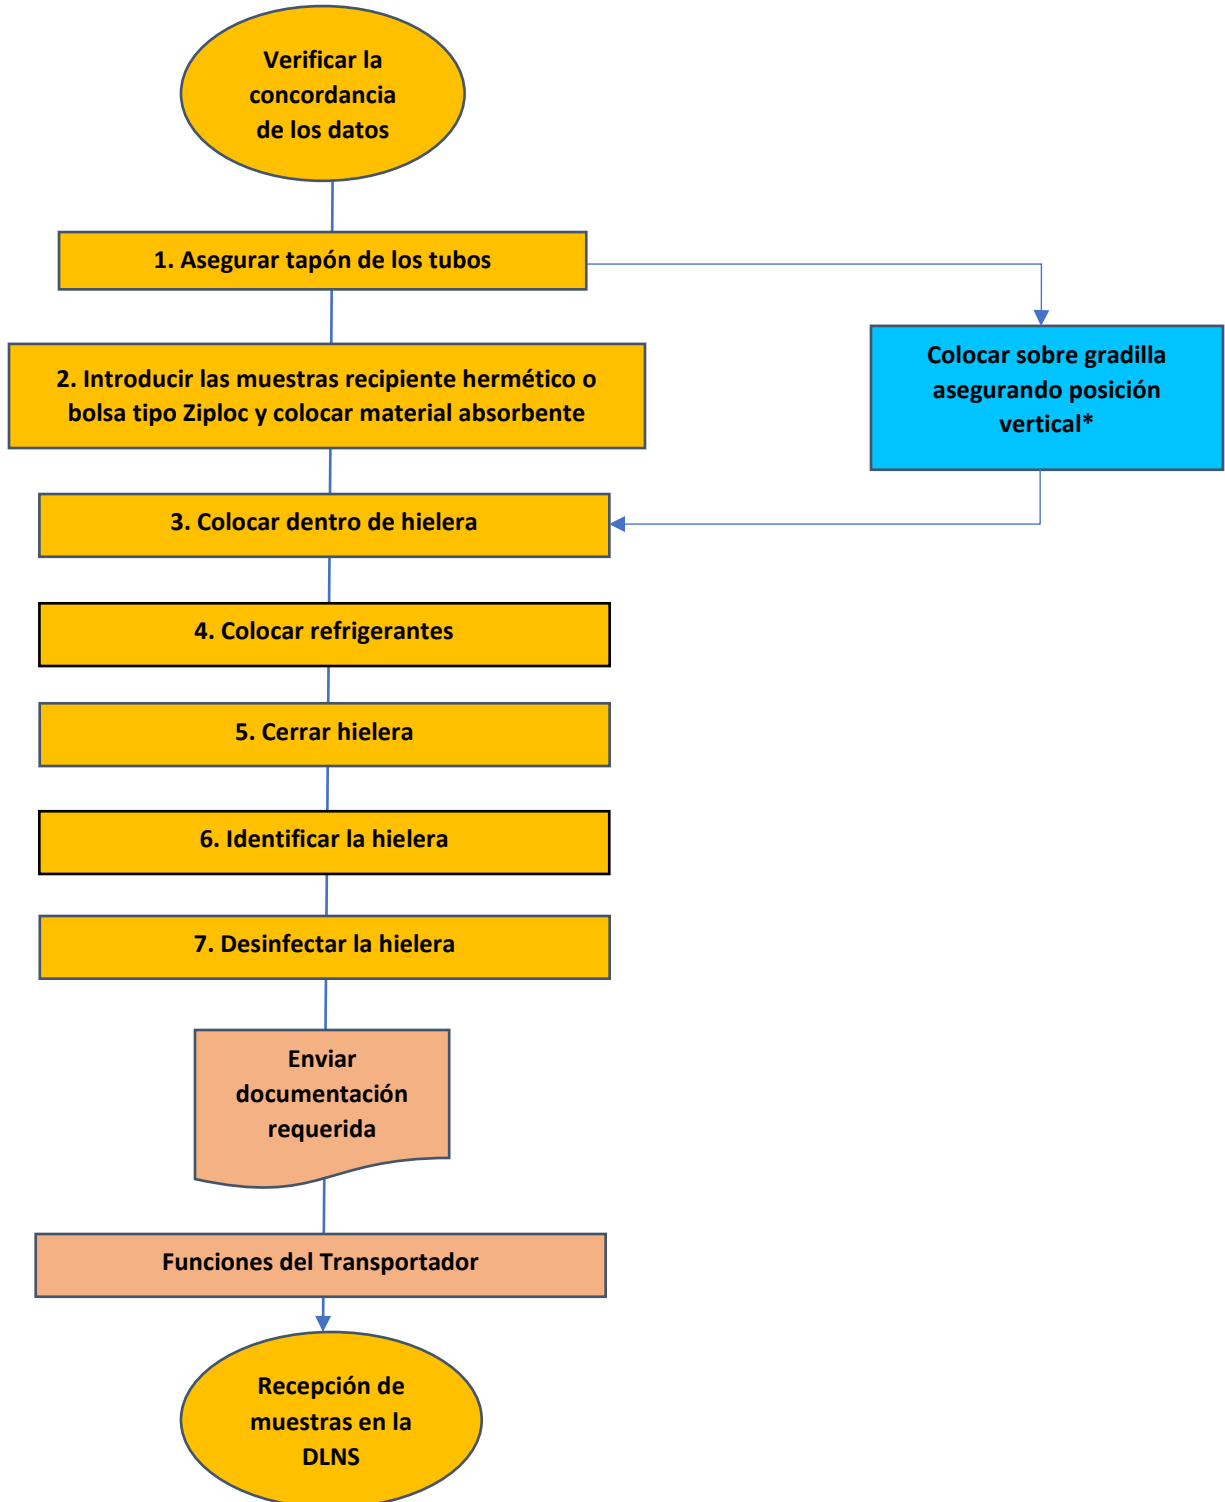 Verificar la
concordancia
de los datos
1. Asegurar tapón de los tubos
Colocar sobre gradilla
asegurando posición
vertical*
2. Introducir las muestras recipiente hermético o
bolsa tipo Ziploc y colocar material absorbente
3. Colocar dentro de hielera
4. Colocar refrigerantes
5. Cerrar hielera
6. Identificar la hielera
7. Desinfectar la hielera
Enviar
documentación
requerida
Funciones del Transportador
Recepción de
muestras en la
DLNS